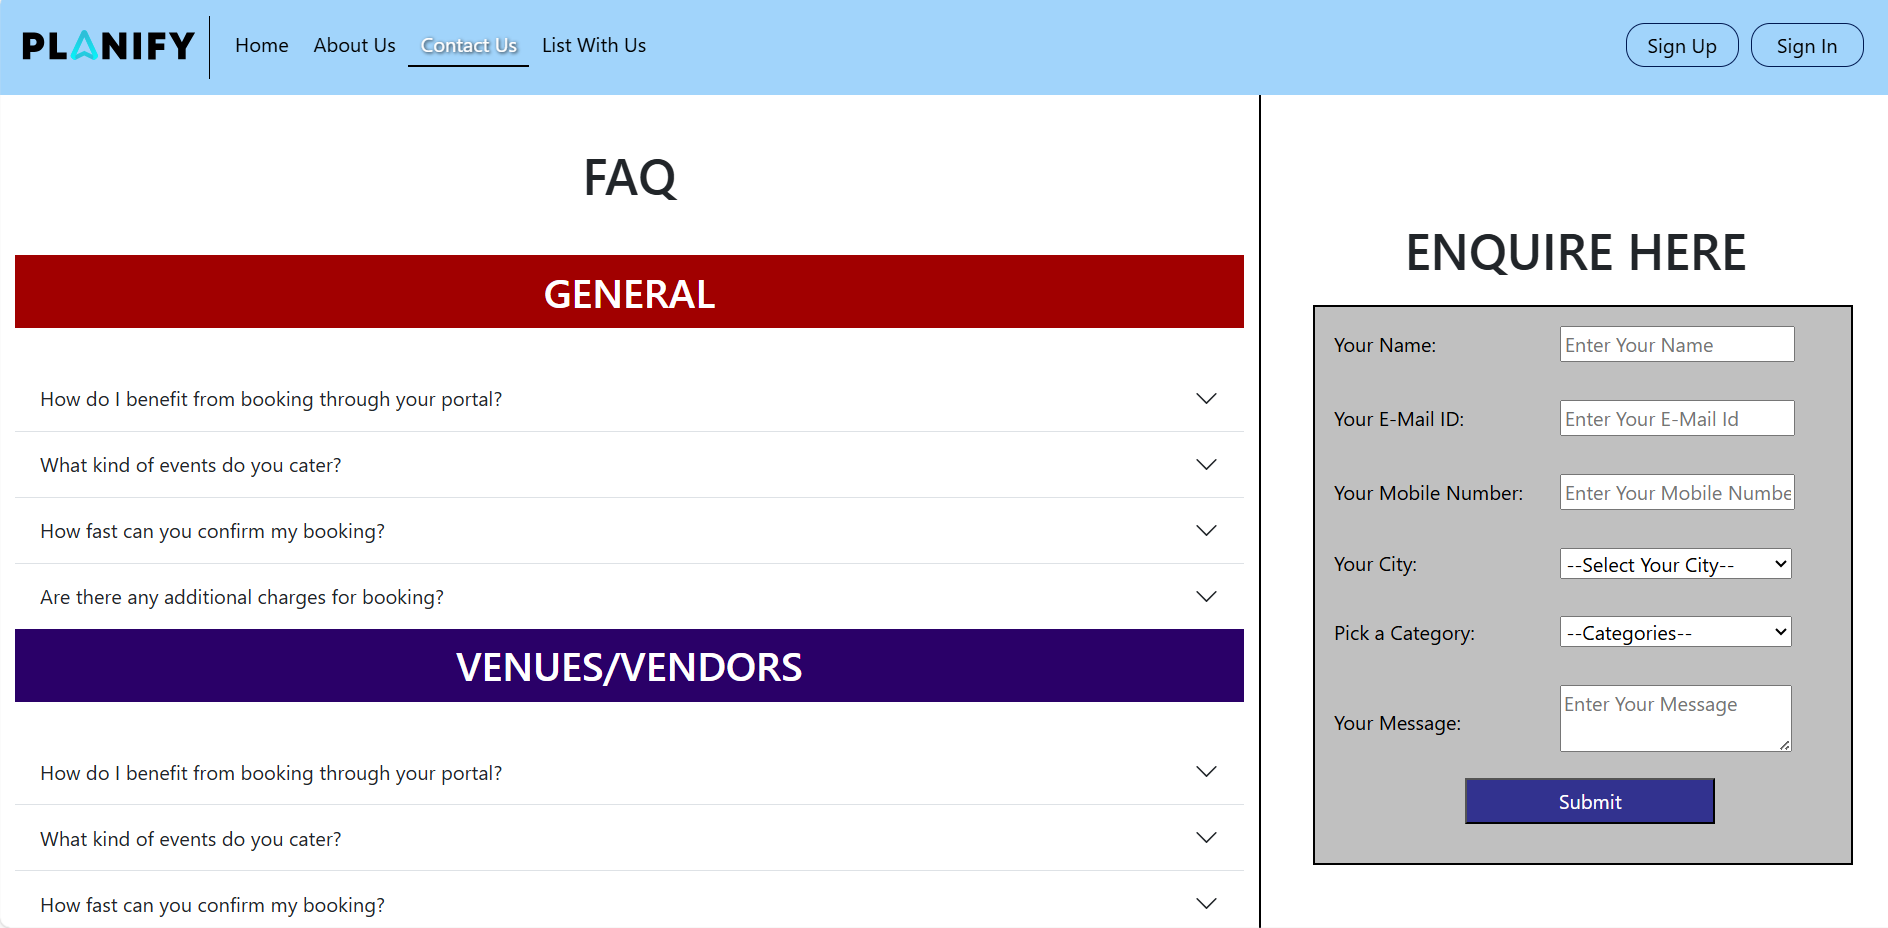 PLANIFY
Home
About Us
Contact Us
List With Us
Sign Up
Sign In
FAQ
GENERAL
How do I benefit from booking through your portal?
What kind of events do you cater?
How fast can you confirm my booking?
Are there any additional charges for booking?
VENUES/VENDORS
How do I benefit from booking through your portal?
What kind of events do you cater?
How fast can you confirm my booking?
ENQUIRE HERE
Your Name:
Enter Your Name
Your E-Mail ID:
Enter Your E-Mail Id
Your Mobile Number:
Enter Your Mobile Numbe
Your City:
--Select Your City--
Pick a Category:
--Categories--
Your Message:
Enter Your Message
Submit